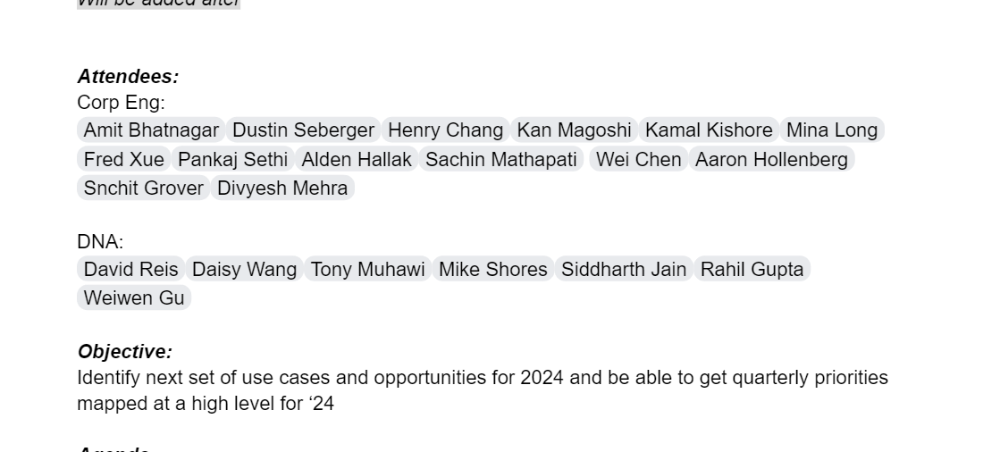 Will be added after
Attendees:
Corp Eng:
Amit Bhatnagar Dustin Seberger Henry Chang Kan Magoshi Kamal Kishore Mina Long
Fred Xue Pankaj Sethi Alden Hallak Sachin Mathapati Wei Chen Aaron Hollenberg
Snchit Grover Divyesh Mehra
DNA:
David Reis Daisy Wang Tony Muhawi Mike Shores Siddharth Jain Rahil Gupta
Weiwen Gu
Objective:
Identify next set of use cases and opportunities for 2024 and be able to get quarterly priorities
mapped at a high level for ‘24
Agenda